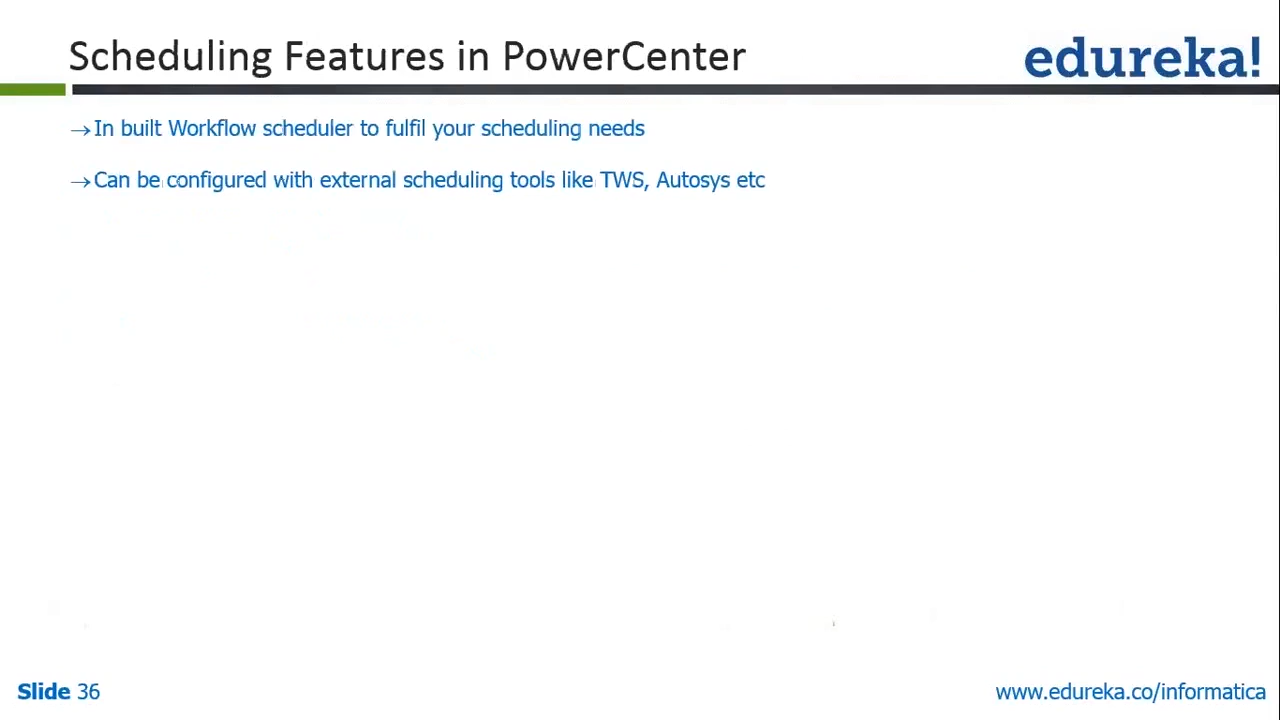 Scheduling Features in PowerCenter
edureka!
→In built Workflow scheduler to fulfil your scheduling needs
→Can be configured with external scheduling tools like TWS, Autosys etc
Slide 36
www.edureka.co/informatica